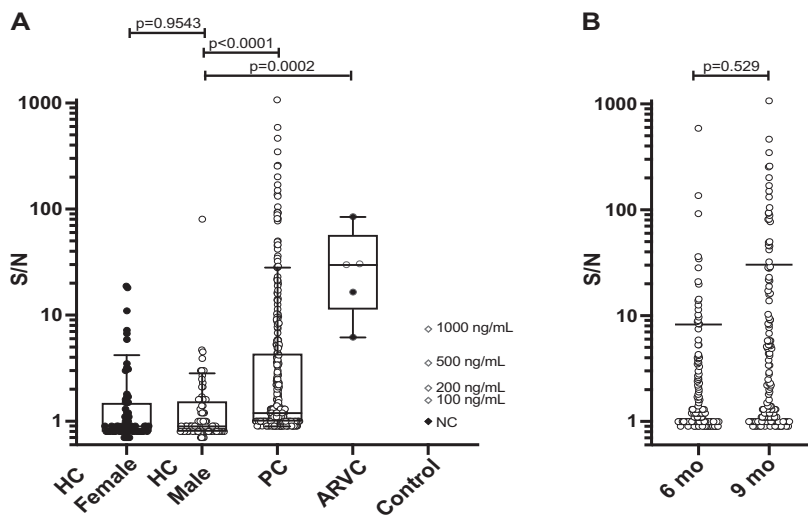 A
p=0.9543
p<0.0001
p=0.0002
1000
100
10
1
S/N
1000 ng/mL
500 ng/mL
200 ng/mL
100 ng/mL
NC
HC Female
HC Male
PC
ARVC
Control
B
p=0.529
1000
100
10
1
S/N
6 mo
9 mo